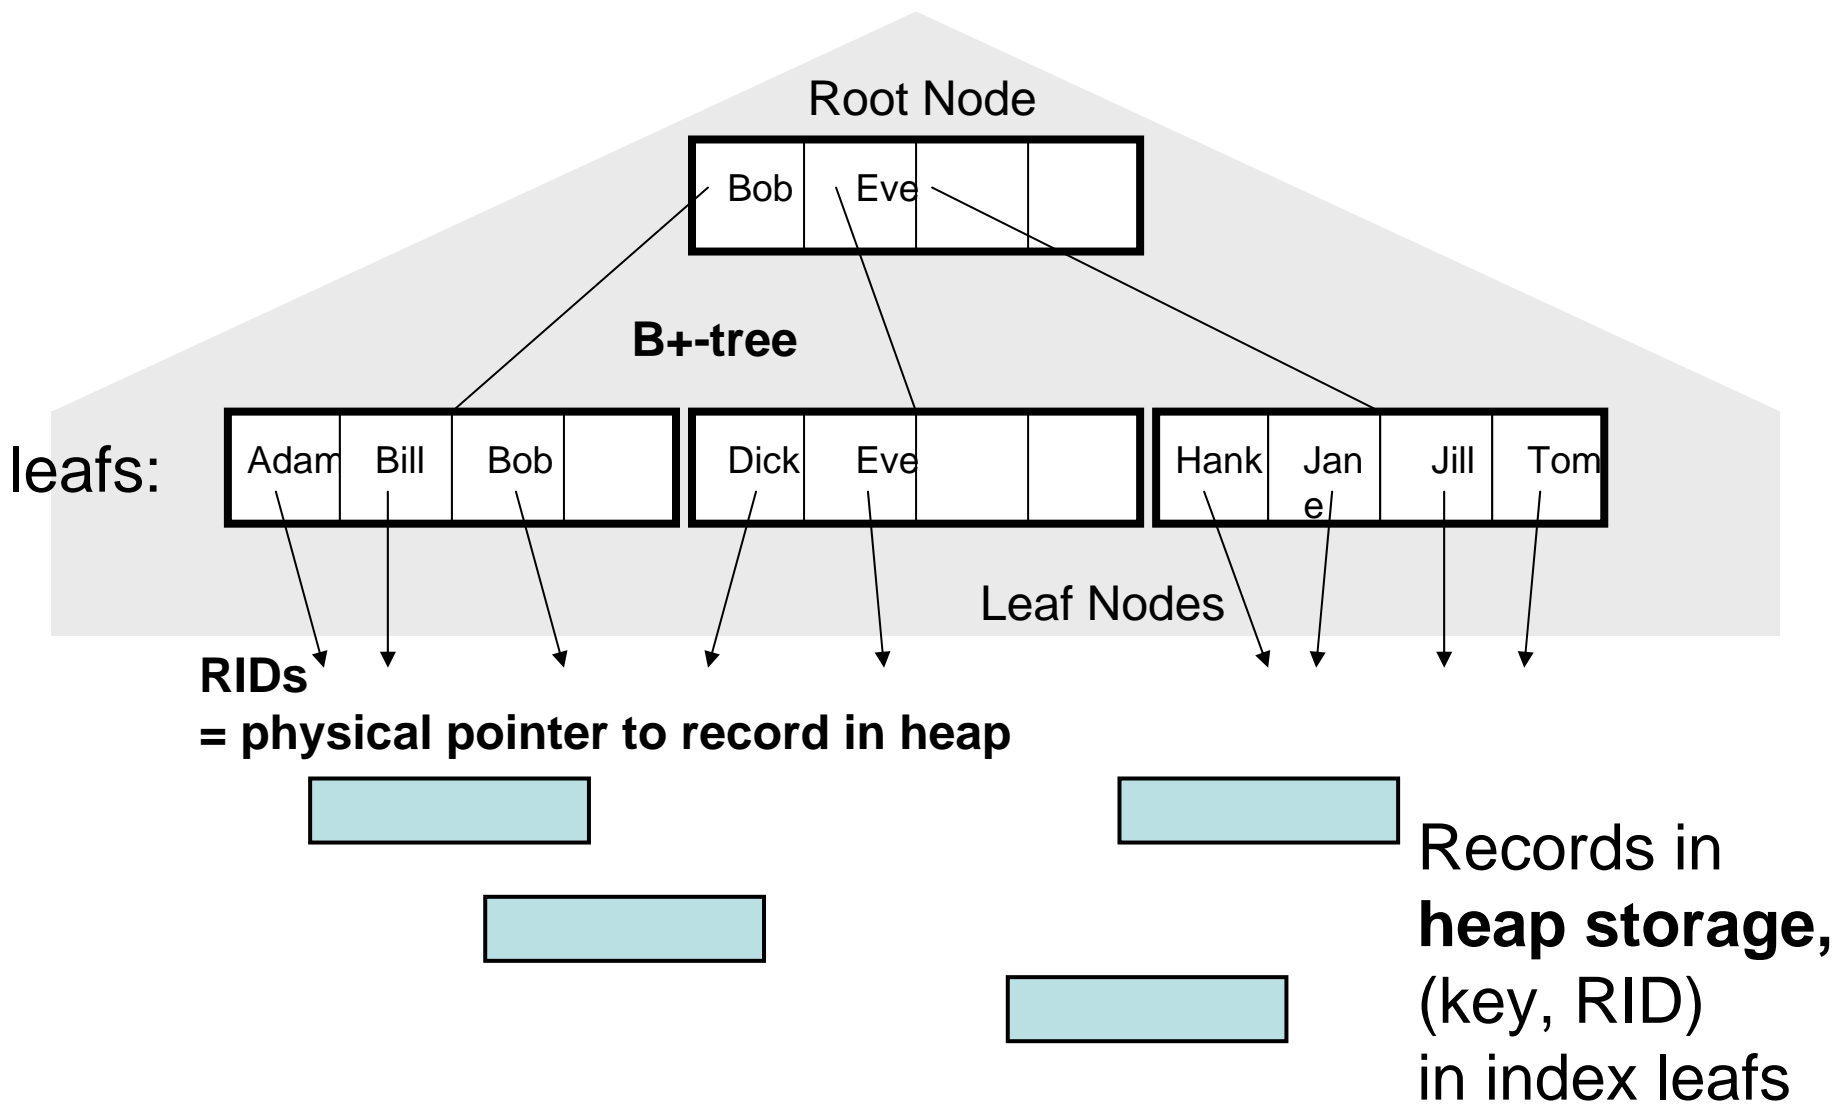 Root Node
Bob Eve
B+-tree
leafs:
Adam Bill Bob Dick Eve Hank Jan Jill Tom
e
Leaf Nodes
RIDs
= physical pointer to record in heap
Records in
heap storage,
(key, RID)
in index leafs